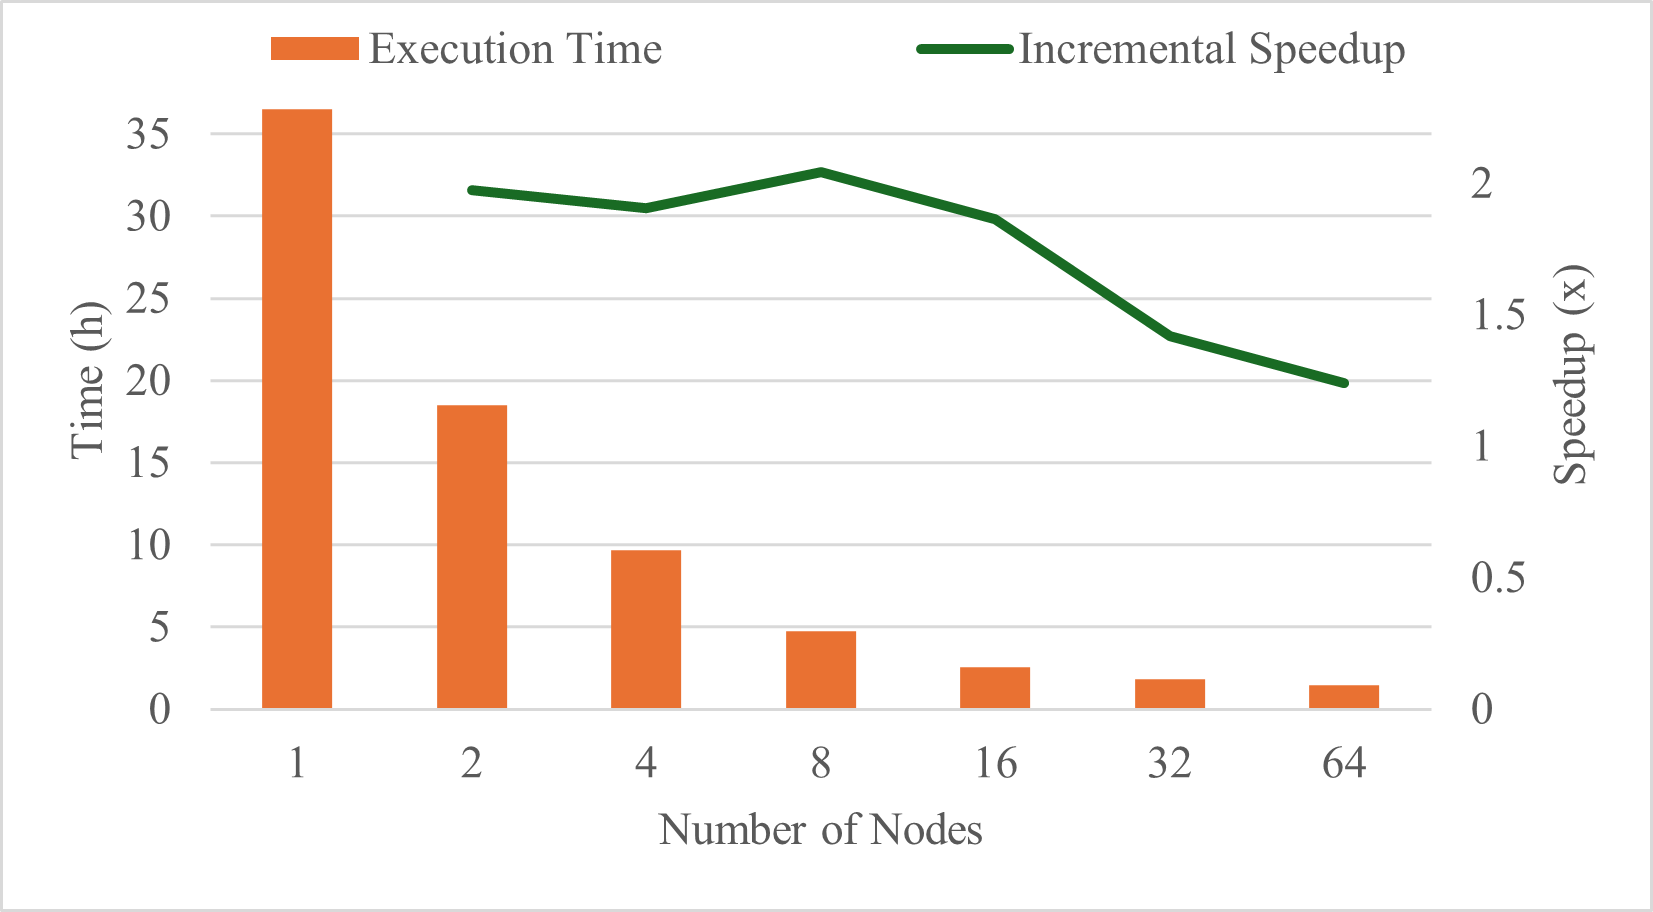 Execution Time
Incremental Speedup
35
30
25
20
15
10
5
0
Time (h)
2
1.5
1
0.5
0
Speedup (x)
1 2 4 8 16 32 64
Number of Nodes